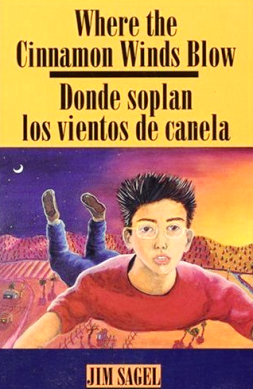 Where the
Cinnamon Winds Blow
Donde soplan
los vientos de canela
JIM SAGEL